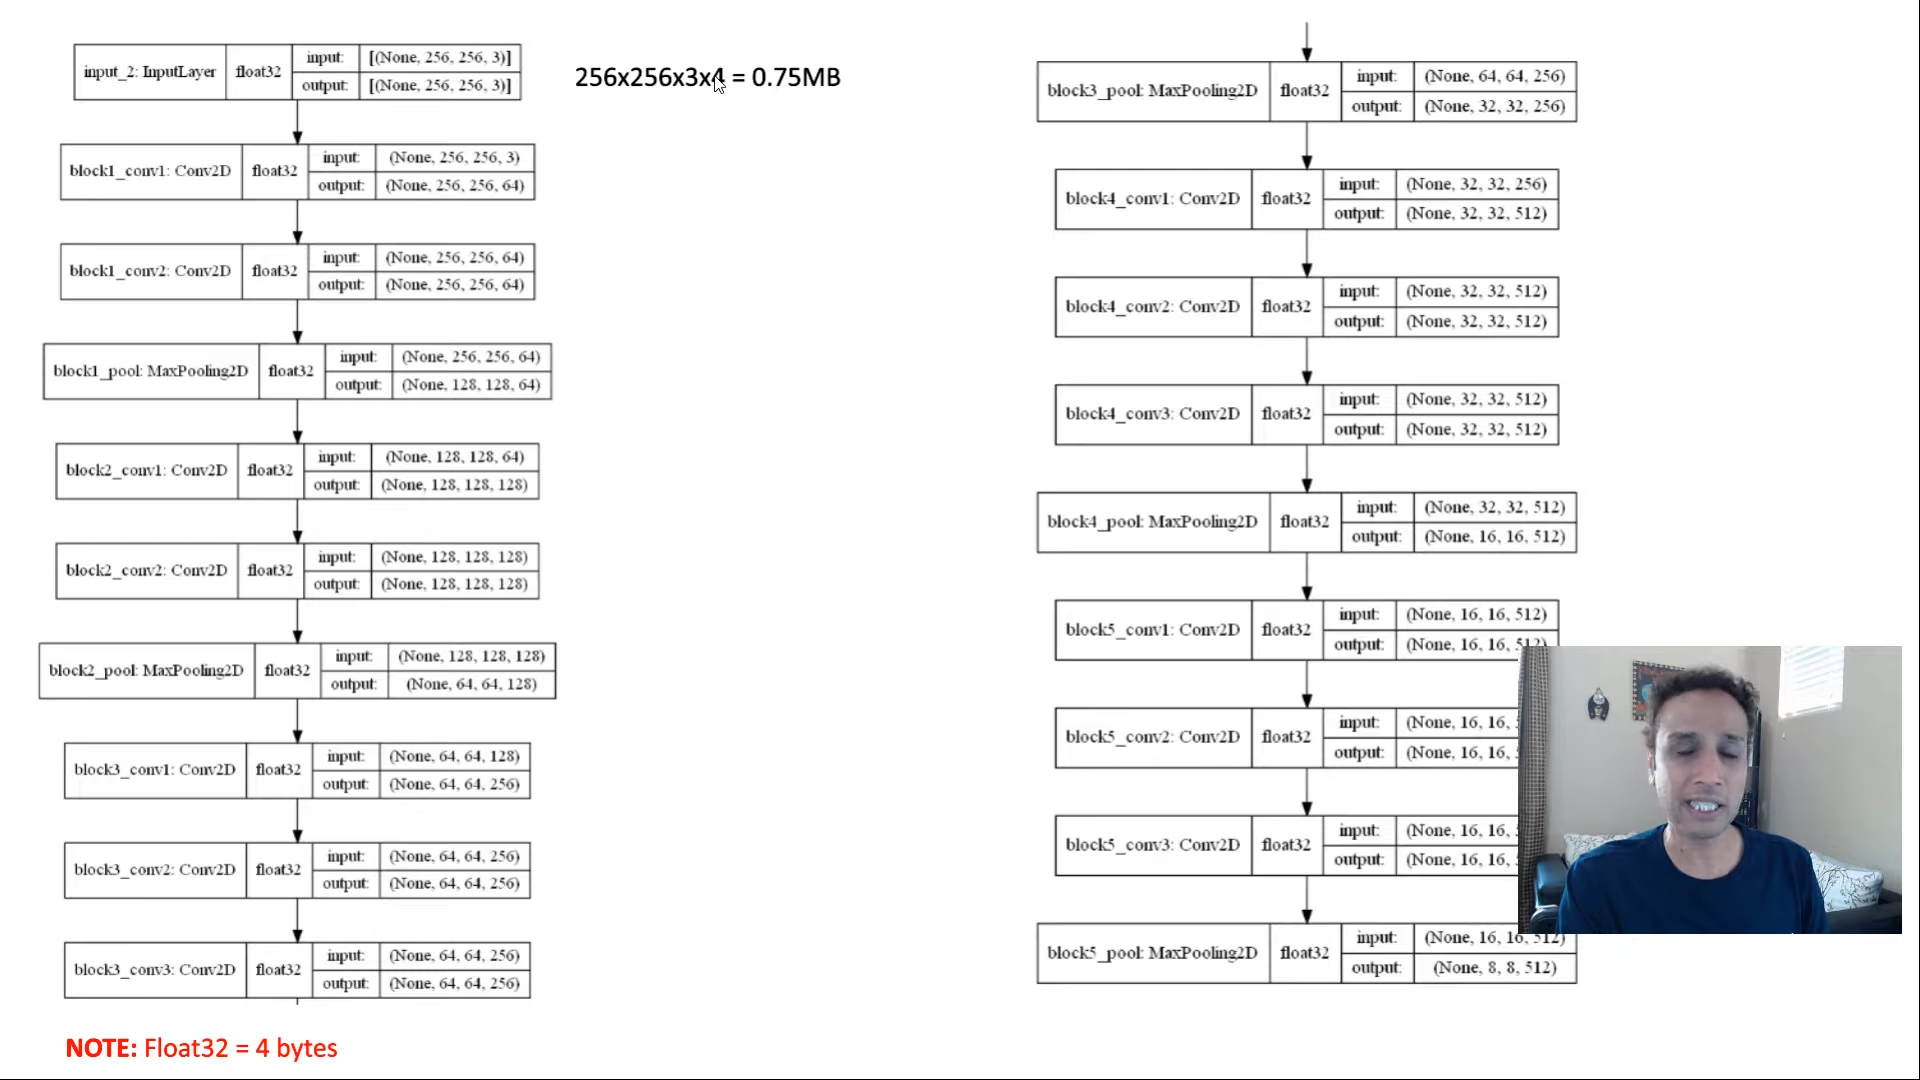 input_2: InputLayer float32 input: [(None, 256, 256, 3)]
output: [(None, 256, 256, 3)]
256x256x3x4 = 0.75MB
block1_conv1: Conv2D float32 input: (None, 256, 256, 3)
output: (None, 256, 256, 64)
block1_conv2: Conv2D float32 input: (None, 256, 256, 64)
output: (None, 256, 256, 64)
block1_pool: MaxPooling2D float32 input: (None, 256, 256, 64)
output: (None, 128, 128, 64)
block2_conv1: Conv2D float32 input: (None, 128, 128, 64)
output: (None, 128, 128, 128)
block2_conv2: Conv2D float32 input: (None, 128, 128, 128)
output: (None, 128, 128, 128)
block2_pool: MaxPooling2D float32 input: (None, 128, 128, 128)
output: (None, 64, 64, 128)
block3_conv1: Conv2D float32 input: (None, 64, 64, 128)
output: (None, 64, 64, 256)
block3_conv2: Conv2D float32 input: (None, 64, 64, 256)
output: (None, 64, 64, 256)
block3_conv3: Conv2D float32 input: (None, 64, 64, 256)
output: (None, 64, 64, 256)
NOTE: Float32 = 4 bytes
block3_pool: MaxPooling2D float32 input: (None, 64, 64, 256)
output: (None, 32, 32, 256)
block4_conv1: Conv2D float32 input: (None, 32, 32, 256)
output: (None, 32, 32, 512)
block4_conv2: Conv2D float32 input: (None, 32, 32, 512)
output: (None, 32, 32, 512)
block4_conv3: Conv2D float32 input: (None, 32, 32, 512)
output: (None, 32, 32, 512)
block4_pool: MaxPooling2D float32 input: (None, 32, 32, 512)
output: (None, 16, 16, 512)
block5_conv1: Conv2D float32 input: (None, 16, 16, 512)
output: (None, 16, 16, 512)
block5_conv2: Conv2D float32 input: (None, 16, 16,
output: (None, 16, 16,
block5_conv3: Conv2D float32 input: (None, 16, 16,
output: (None, 16, 16,
block5_pool: MaxPooling2D float32 input: (None, 16, 16, 512)
output: (None, 8, 8, 512)